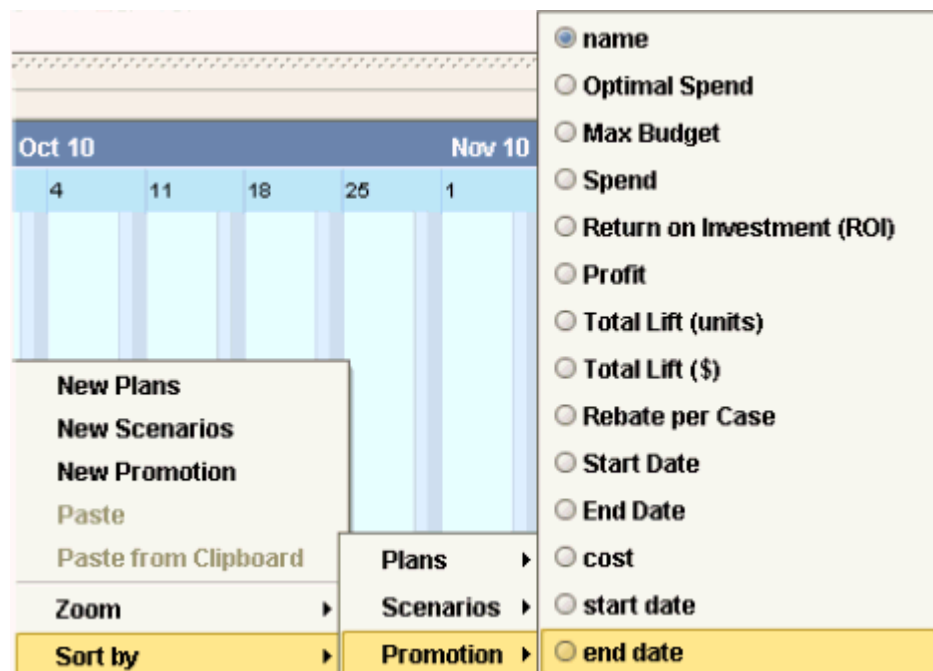 Oct 10 Nov 10
4 11 18 25 1
New Plans
New Scenarios
New Promotion
Paste
Paste from Clipboard
Zoom
Sort by
Plans
Scenarios
Promotion
name
Optimal Spend
Max Budget
Spend
Return on Investment (ROI)
Profit
Total Lift (units)
Total Lift ($)
Rebate per Case
Start Date
End Date
cost
start date
end date